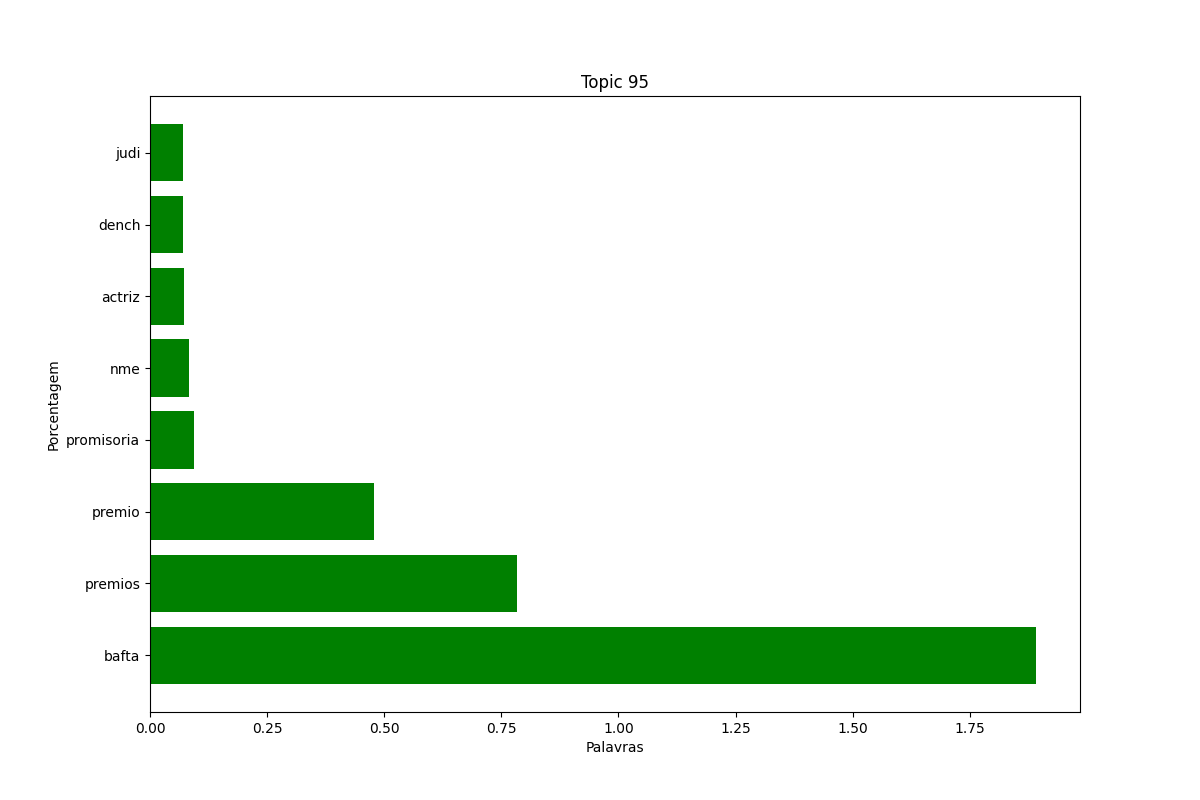 Topic 95
judi
dench
actriz
nme
promisoria
premio
premios
bafta
Porcentagem
0.00 0.25 0.50 0.75 1.00 1.25 1.50 1.75
Palavras